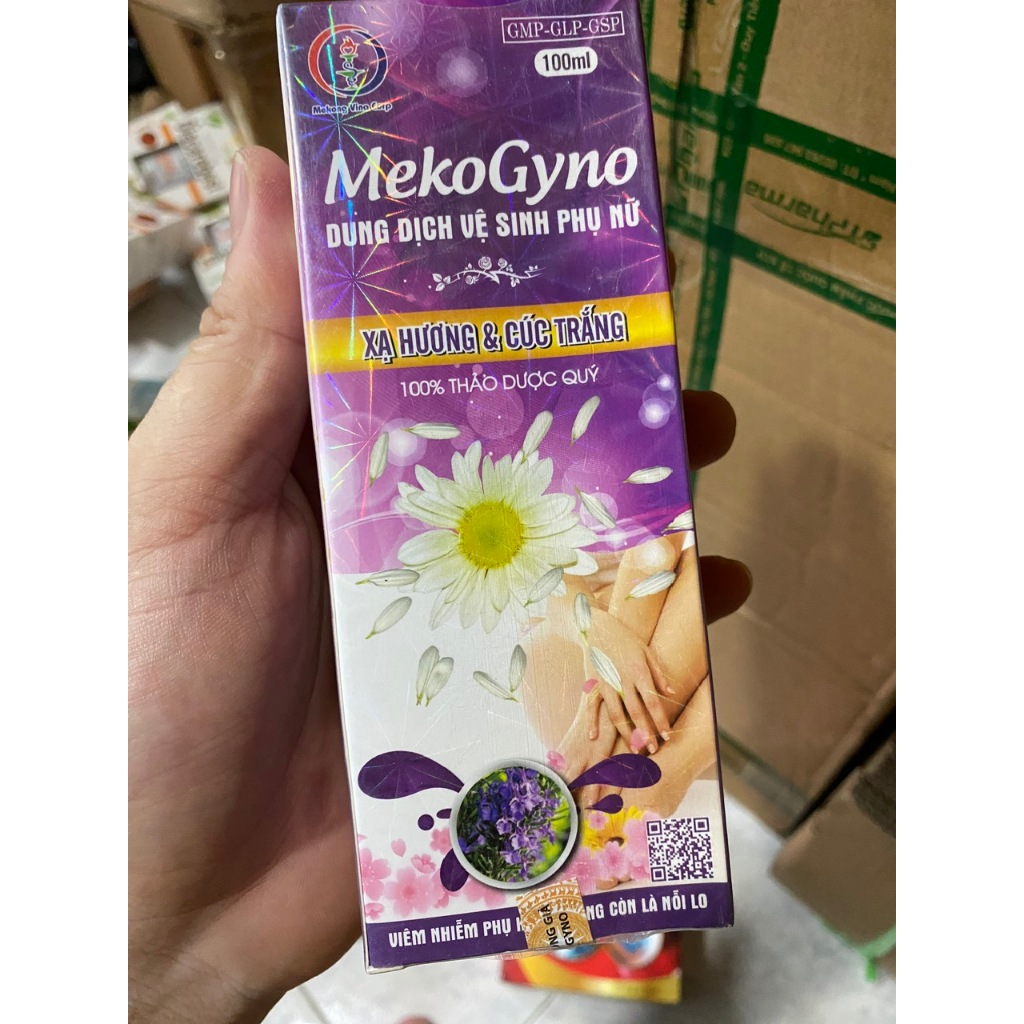 GMP-GLP-GSP
100ml
Mekong Vina Corp
MekoGyno
DUNG DỊCH VỆ SINH PHỤ NỮ
XẠ HƯƠNG & CÚC TRẮNG
100% THẢO DƯỢC QUÝ
VIÊM NHIỄM PHỤ CÒN LÀ NỖI LO
GYNO
Pharma